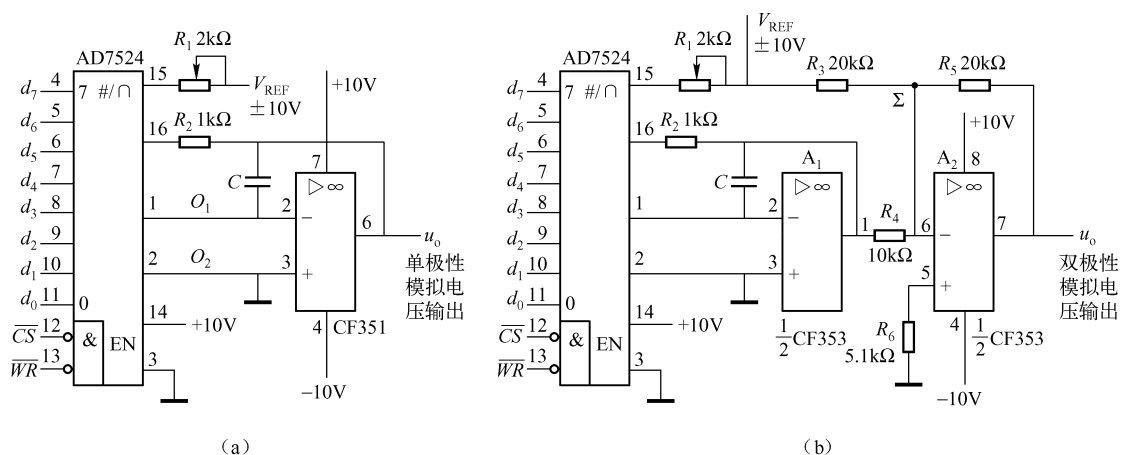 AD7524
7 #/∩
d7 4
d6 5
d5 6
d4 7
d3 8
d2 9
d1 10
d0 11
0
CS 12
WR 13
& EN
15
R1 2kΩ
VREF
±10V
16 R2 1kΩ
C
1 O1
2 O2
14
+10V
3
+10V
7
▷∞
2 −
3 +
6
4 CF351
−10V
uo
单极性
模拟电
压输出
(a)
AD7524
7 #/∩
d7 4
d6 5
d5 6
d4 7
d3 8
d2 9
d1 10
d0 11
0
CS 12
WR 13
& EN
15
R1 2kΩ
VREF
±10V
R3 20kΩ
Σ
R5 20kΩ
16 R2 1kΩ
C
1
2
14
+10V
3
A1
▷∞
2 −
3 +
1
R4
10kΩ
1/2 CF353
+10V
A2
8
▷∞
6 −
5 +
7
R6
5.1kΩ
4
1/2 CF353
−10V
uo
双极性
模拟电
压输出
(b)